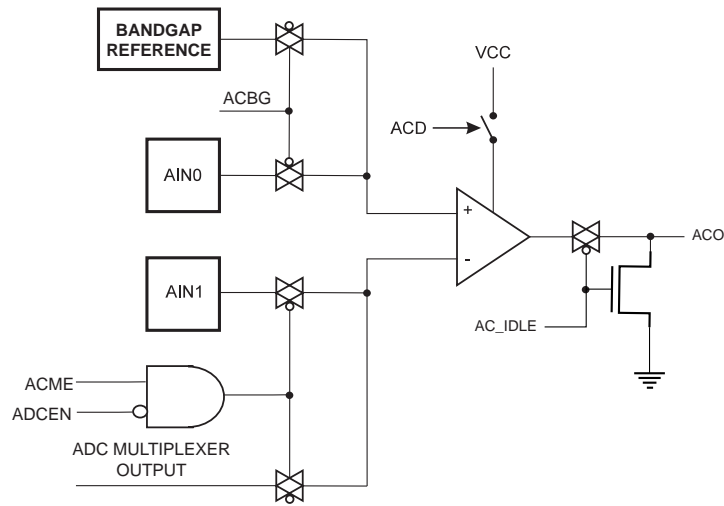 BANDGAP
REFERENCE
VCC
ACBG
ACD
AIN0
+
ACO
-
AIN1
AC_IDLE
ACME
ADCEN
ADC MULTIPLEXER
OUTPUT